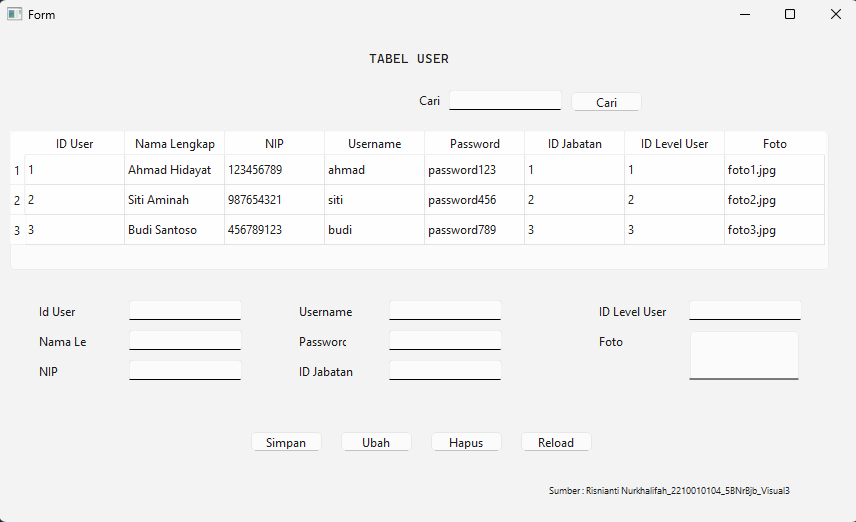 Form
TABEL USER
Cari Cari
ID User Nama Lengkap NIP Username Password ID Jabatan ID Level User Foto
1 1 Ahmad Hidayat 123456789 ahmad password123 1 1 foto1.jpg
2 2 Siti Aminah 987654321 siti password456 2 2 foto2.jpg
3 3 Budi Santoso 456789123 budi password789 3 3 foto3.jpg
Id User Username ID Level User
Nama Le Passworc Foto
NIP ID Jabatan
Simpan Ubah Hapus Reload
Sumber : Risnianti Nurkhalifah_2210010104_5BNrBjb_Visual3